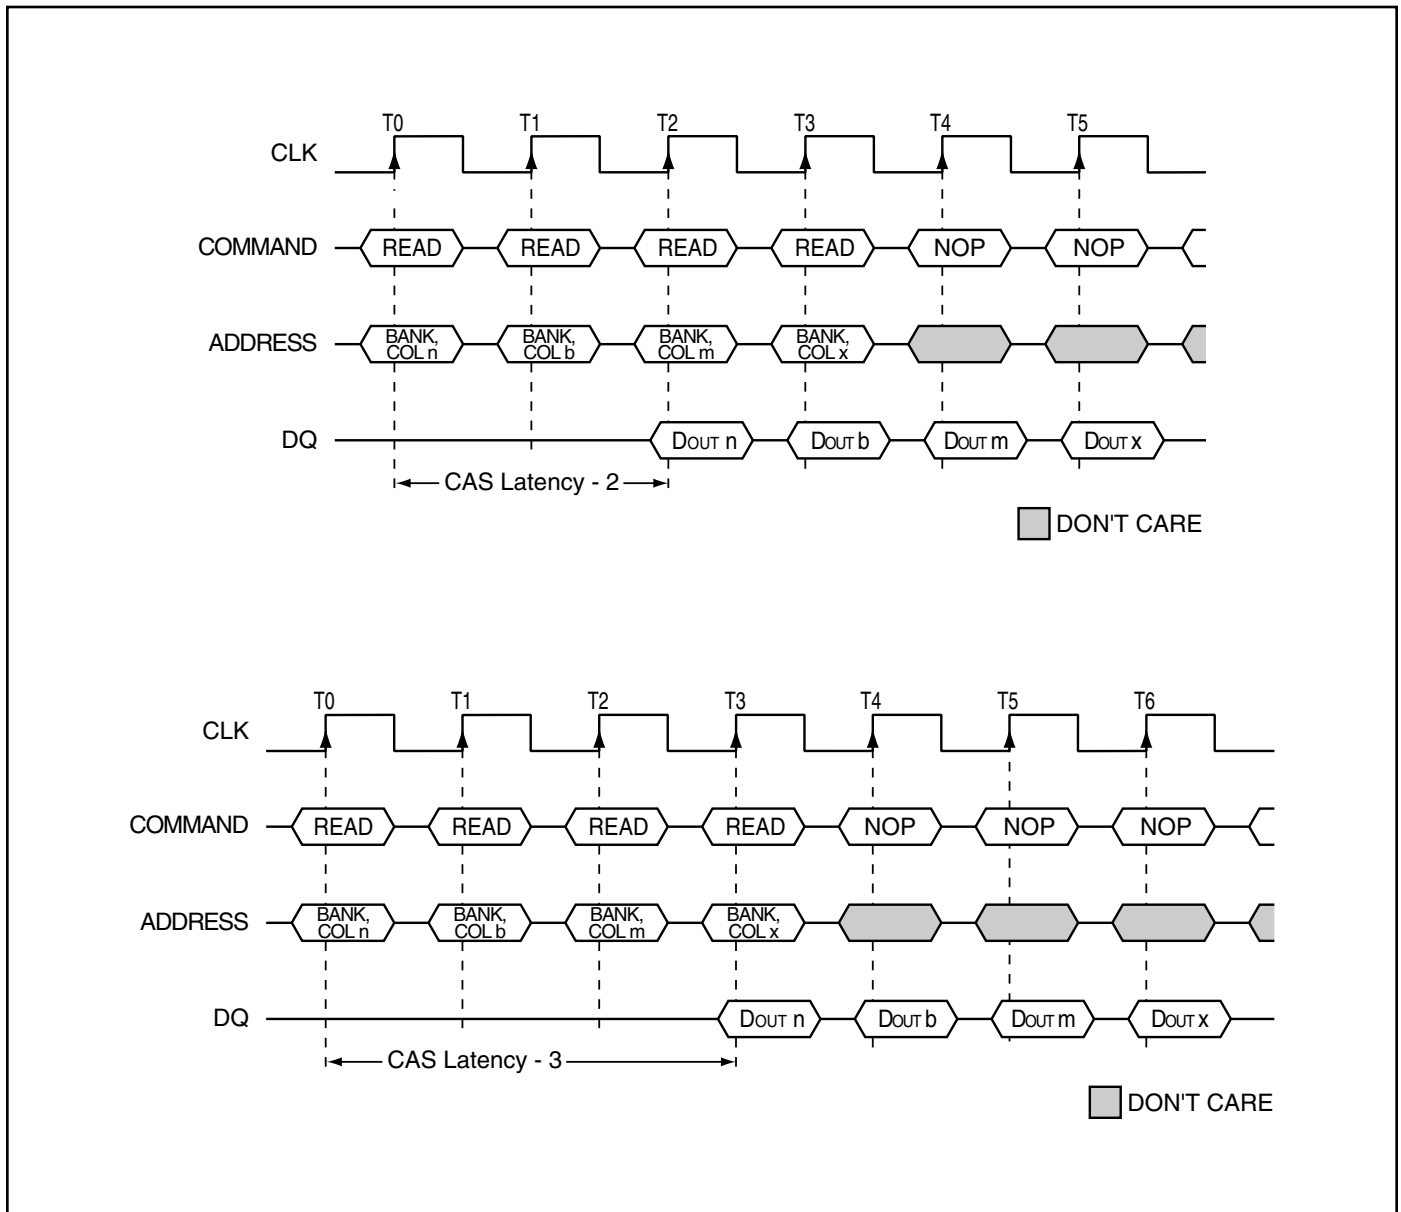 T0 T1 T2 T3 T4 T5
CLK
COMMAND READ READ READ READ NOP NOP
ADDRESS BANK, COL n BANK, COL b BANK, COL m BANK, COL x
DQ DOUT n DOUT b DOUT m DOUT x
CAS Latency - 2
DON'T CARE
T0 T1 T2 T3 T4 T5 T6
CLK
COMMAND READ READ READ READ NOP NOP NOP
ADDRESS BANK, COL n BANK, COL b BANK, COL m BANK, COL x
DQ DOUT n DOUT b DOUT m DOUT x
CAS Latency - 3
DON'T CARE